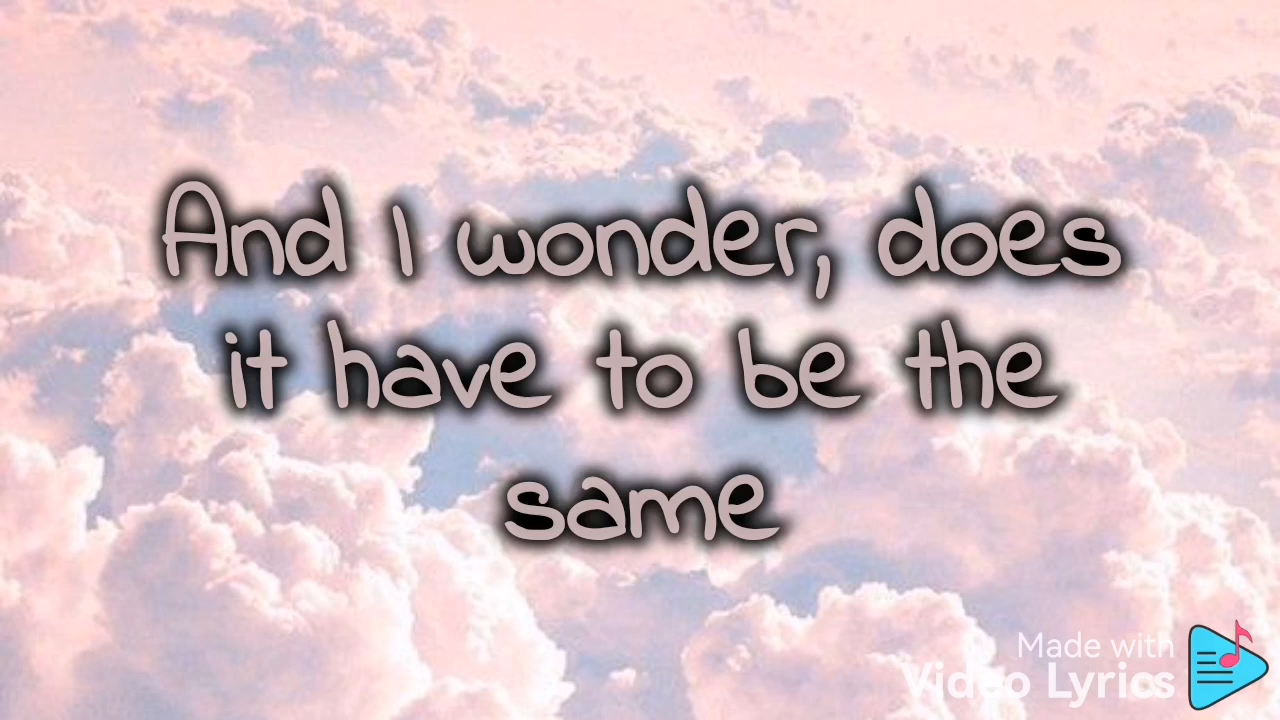 And I wonder, does
it have to be the
same
Made with
Video Lyrics